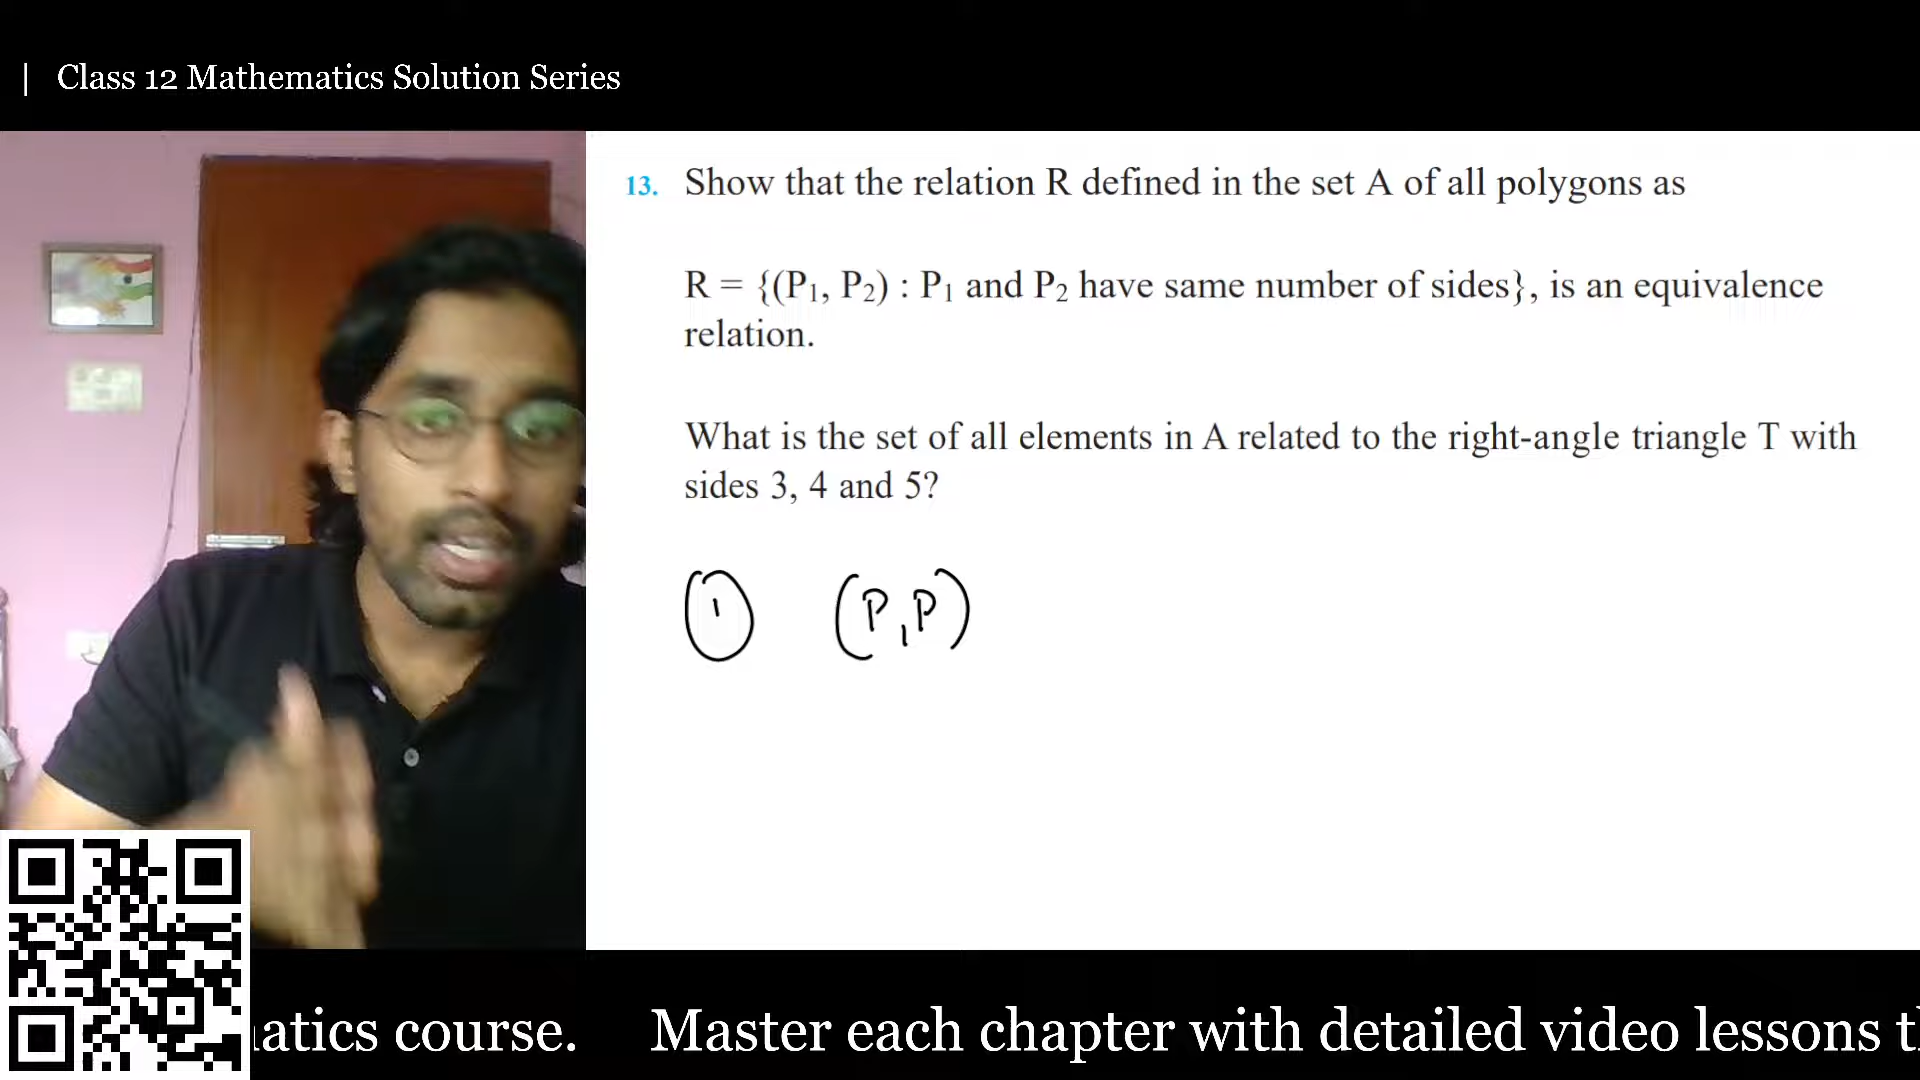 | Class 12 Mathematics Solution Series
13. Show that the relation R defined in the set A of all polygons as
R = {(P₁, P₂) : P₁ and P₂ have same number of sides}, is an equivalence
relation.
What is the set of all elements in A related to the right-angle triangle T with
sides 3, 4 and 5?
1 (P,P)
atics course. Master each chapter with detailed video lessons t